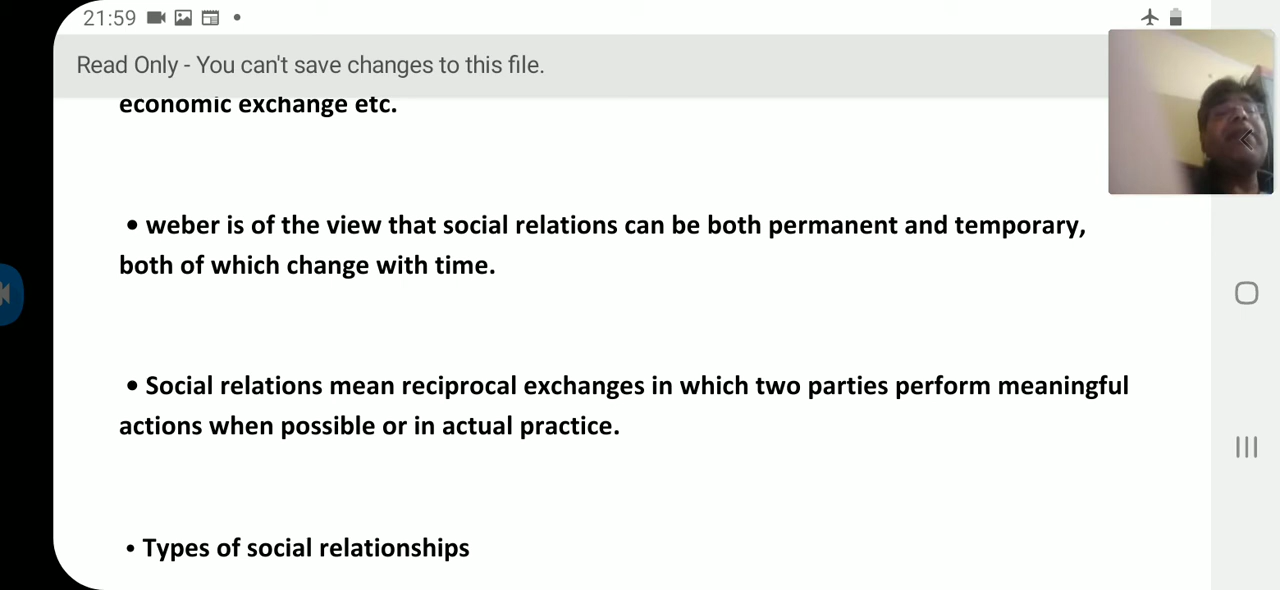 21:59
Read Only - You can't save changes to this file.
economic exchange etc.
• weber is of the view that social relations can be both permanent and temporary,
both of which change with time.
• Social relations mean reciprocal exchanges in which two parties perform meaningful
actions when possible or in actual practice.
• Types of social relationships